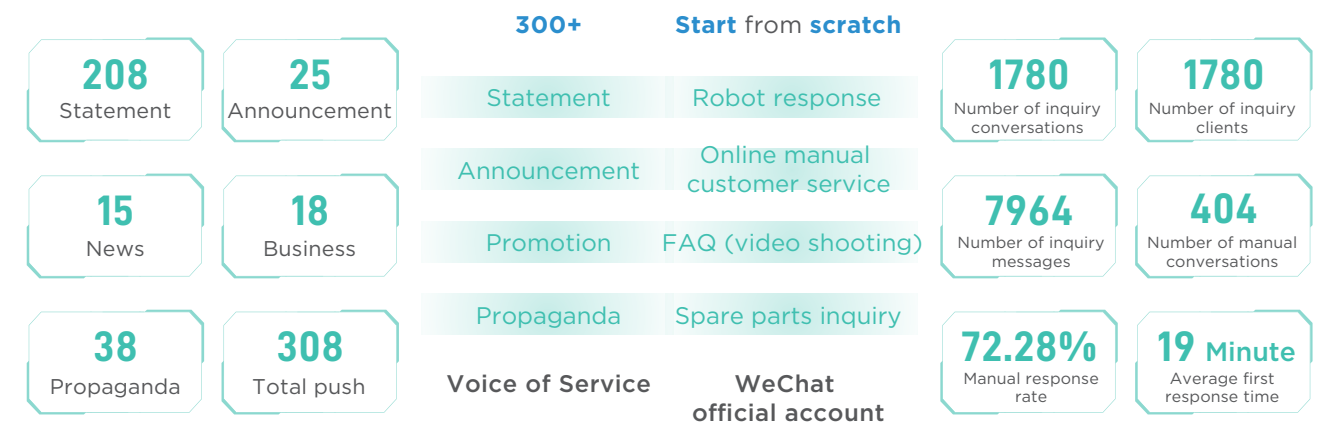 208
Statement
25
Announcement
15
News
18
Business
38
Propaganda
308
Total push
300+
Statement
Announcement
Promotion
Propaganda
Voice of Service
Start from scratch
Robot response
Online manual
customer service
FAQ (video shooting)
Spare parts inquiry
WeChat
official account
1780
Number of inquiry
conversations
1780
Number of inquiry
clients
7964
Number of inquiry
messages
404
Number of manual
conversations
72.28%
Manual response
rate
19 Minute
Average first
response time